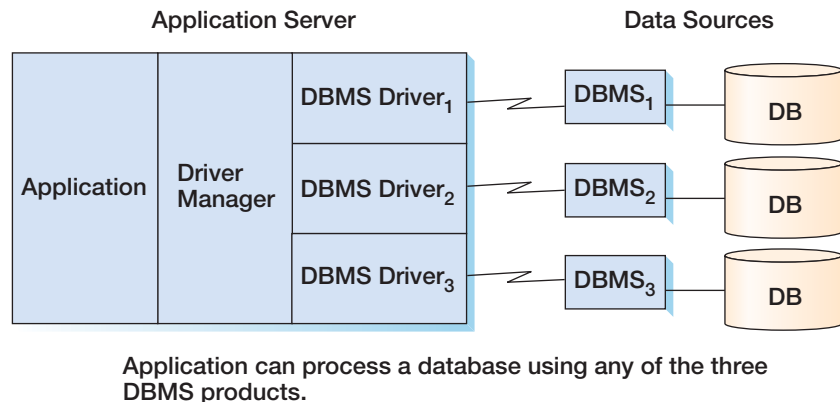 Application Server
Data Sources
Application
Driver
Manager
DBMS Driver₁
DBMS₁
DB
DBMS Driver₂
DBMS₂
DB
DBMS Driver₃
DBMS₃
DB
Application can process a database using any of the three
DBMS products.